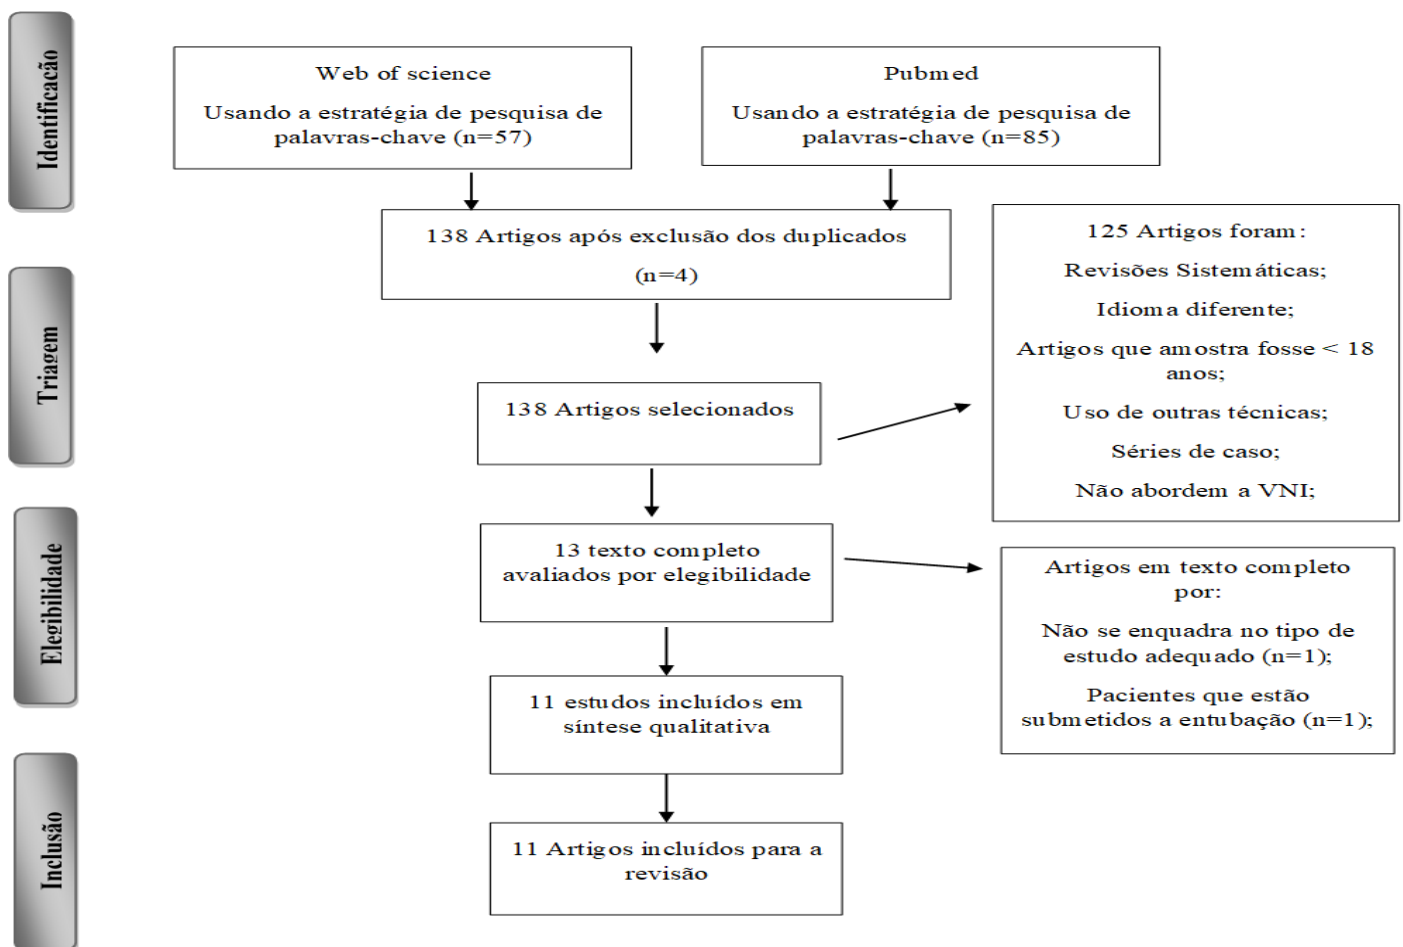 Identificação
Web of science
Usando a estratégia de pesquisa de
palavras-chave (n=57)
Pubmed
Usando a estratégia de pesquisa de
palavras-chave (n=85)
138 Artigos após exclusão dos duplicados
(n=4)
Triagem
138 Artigos selecionados
125 Artigos foram:
Revisões Sistemáticas;
Idioma diferente;
Artigos que amostra fosse < 18
anos;
Uso de outras técnicas;
Séries de caso;
Não abordem a VNI;
Elegibilidade
13 texto completo
avaliados por elegibilidade
Artigos em texto completo
por:
Não se enquadra no tipo de
estudo adequado (n=1);
Pacientes que estão
submetidos a entubação (n=1);
11 estudos incluídos em
síntese qualitativa
Inclusão
11 Artigos incluídos para a
revisão